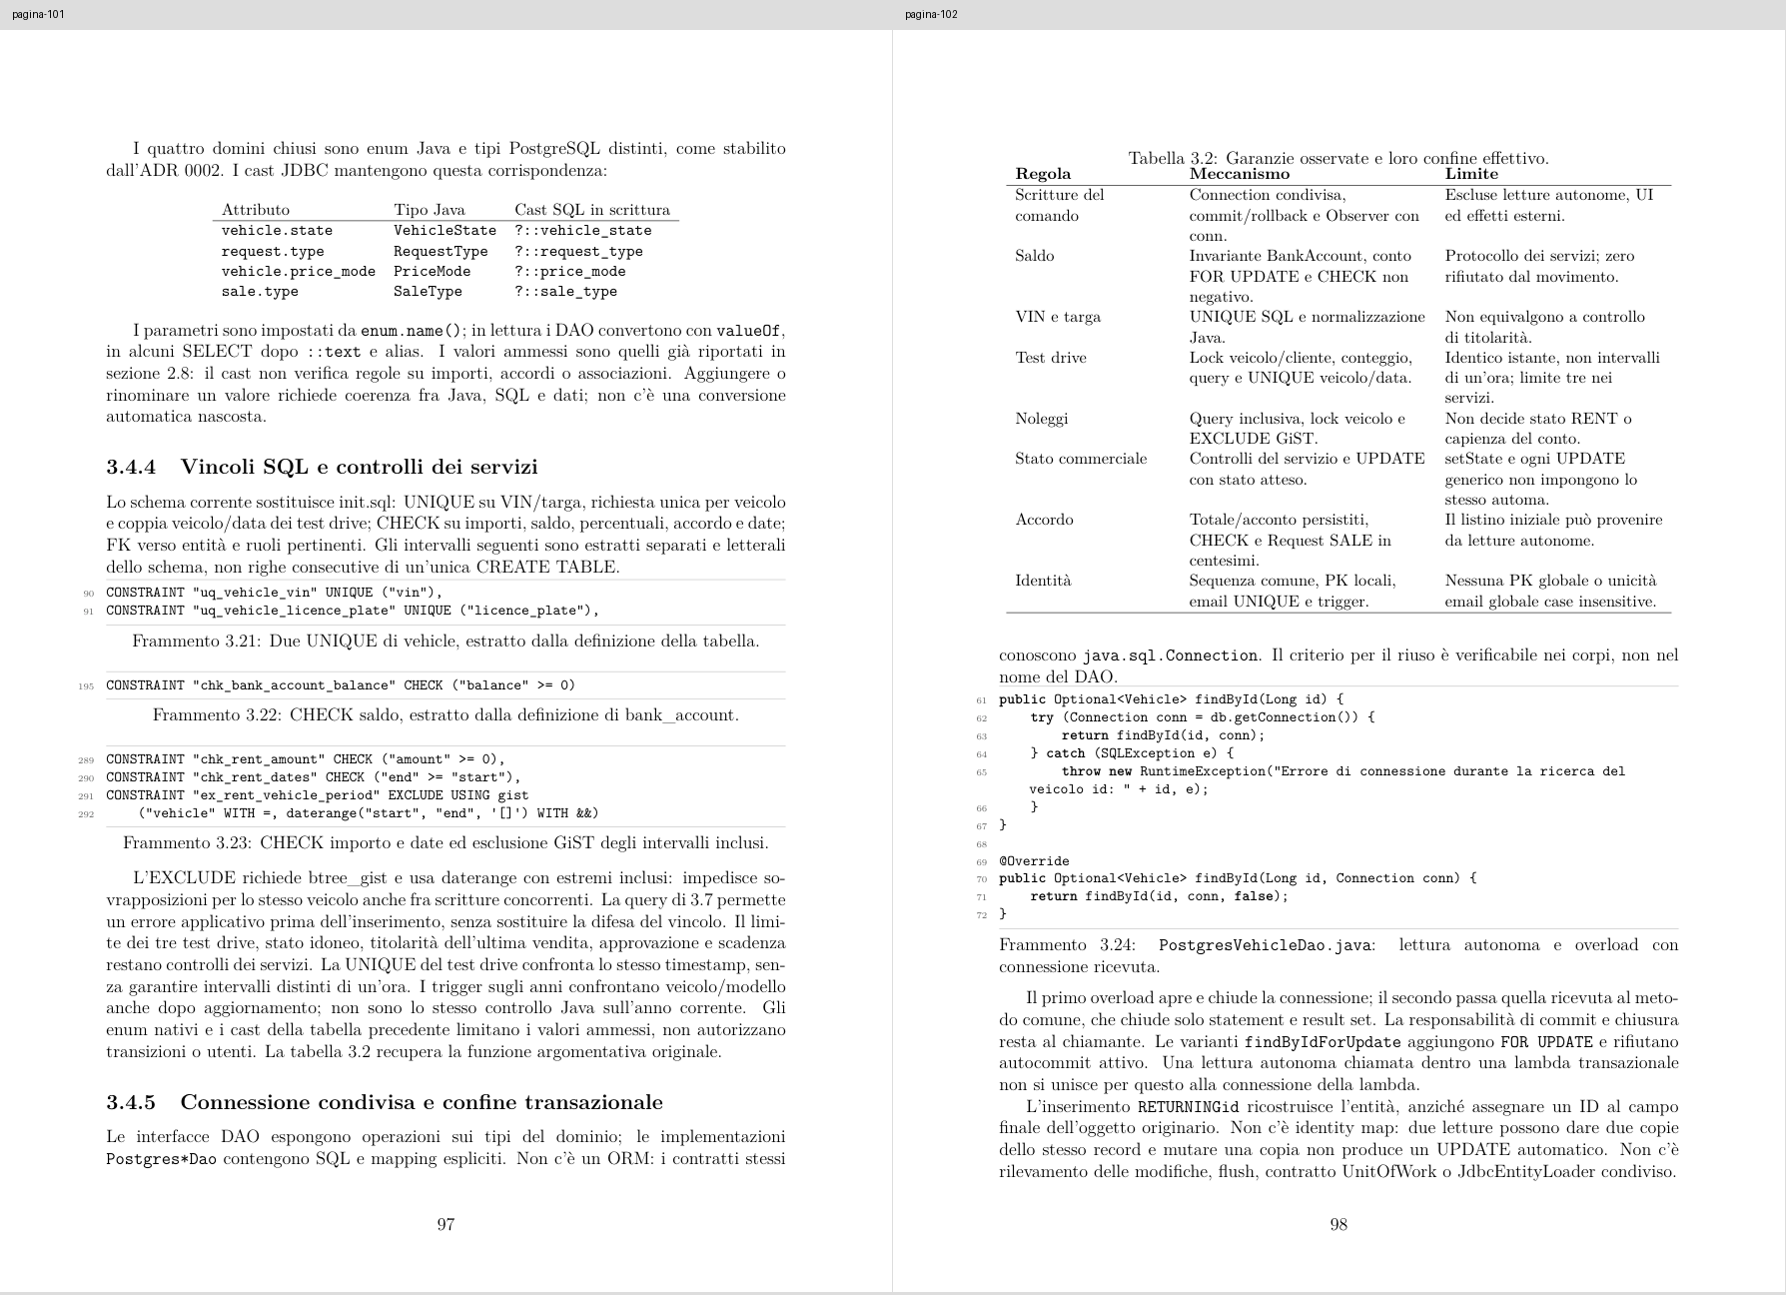 pagina-101
I quattro domini chiusi sono enum Java e tipi PostgreSQL distinti, come stabilito
dall'ADR 0002. I cast JDBC mantengono questa corrispondenza:
Attributo Tipo Java Cast SQL in scrittura
vehicle.state VehicleState ?::vehicle_state
request.type RequestType ?::request_type
vehicle.price_mode PriceMode ?::price_mode
sale.type SaleType ?::sale_type
I parametri sono impostati da enum.name(); in lettura i DAO convertono con valueOf,
in alcuni SELECT dopo ::text e alias. I valori ammessi sono quelli già riportati in
sezione 2.8: il cast non verifica regole su importi, accordi o associazioni. Aggiungere o
rinominare un valore richiede coerenza fra Java, SQL e dati; non c'è una conversione
automatica nascosta.
3.4.4 Vincoli SQL e controlli dei servizi
Lo schema corrente sostituisce init.sql: UNIQUE su VIN/targa, richiesta unica per veicolo
e coppia veicolo/data dei test drive; CHECK su importi, saldo, percentuali, accordo e date;
FK verso entità e ruoli pertinenti. Gli intervalli seguenti sono estratti separati e letterali
dello schema, non righe consecutive di un'unica CREATE TABLE.
90 CONSTRAINT "uq_vehicle_vin" UNIQUE ("vin"),
91 CONSTRAINT "uq_vehicle_licence_plate" UNIQUE ("licence_plate"),
Frammento 3.21: Due UNIQUE di vehicle, estratto dalla definizione della tabella.
195 CONSTRAINT "chk_bank_account_balance" CHECK ("balance" >= 0)
Frammento 3.22: CHECK saldo, estratto dalla definizione di bank_account.
289 CONSTRAINT "chk_rent_amount" CHECK ("amount" >= 0),
290 CONSTRAINT "chk_rent_dates" CHECK ("end" >= "start"),
291 CONSTRAINT "ex_rent_vehicle_period" EXCLUDE USING gist
292 ("vehicle" WITH =, daterange("start", "end", '[]') WITH &&)
Frammento 3.23: CHECK importo e date ed esclusione GiST degli intervalli inclusi.
L'EXCLUDE richiede btree_gist e usa daterange con estremi inclusi: impedisce so-
vrapposizioni per lo stesso veicolo anche fra scritture concorrenti. La query di 3.7 permette
un errore applicativo prima dell'inserimento, senza sostituire la difesa del vincolo. Il limi-
te dei tre test drive, stato idoneo, titolarità dell'ultima vendita, approvazione e scadenza
restano controlli dei servizi. La UNIQUE del test drive confronta lo stesso timestamp, sen-
za garantire intervalli distinti di un'ora. I trigger sugli anni confrontano veicolo/modello
anche dopo aggiornamento; non sono lo stesso controllo Java sull'anno corrente. Gli
enum nativi e i cast della tabella precedente limitano i valori ammessi, non autorizzano
transizioni o utenti. La tabella 3.2 recupera la funzione argomentativa originale.
3.4.5 Connessione condivisa e confine transazionale
Le interfacce DAO espongono operazioni sui tipi del dominio; le implementazioni
Postgres*Dao contengono SQL e mapping espliciti. Non c'è un ORM: i contratti stessi
97
pagina-102
Tabella 3.2: Garanzie osservate e loro confine effettivo.
Regola Meccanismo Limite
Scritture del Connection condivisa, Escluse letture autonome, UI
comando commit/rollback e Observer con ed effetti esterni.
conn.
Saldo Invariante BankAccount, conto Protocollo dei servizi; zero
FOR UPDATE e CHECK non rifiutato dal movimento.
negativo.
VIN e targa UNIQUE SQL e normalizzazione Non equivalgono a controllo
Java. di titolarità.
Test drive Lock veicolo/cliente, conteggio, Identico istante, non intervalli
query e UNIQUE veicolo/data. di un'ora; limite tre nei
servizi.
Noleggi Query inclusiva, lock veicolo e Non decide stato RENT o
EXCLUDE GiST. capienza del conto.
Stato commerciale Controlli del servizio e UPDATE setState e ogni UPDATE
con stato atteso. generico non impongono lo
stesso automa.
Accordo Totale/acconto persistiti, Il listino iniziale può provenire
CHECK e Request SALE in da letture autonome.
centesimi.
Identità Sequenza comune, PK locali, Nessuna PK globale o unicità
email UNIQUE e trigger. email globale case insensitive.
conoscono java.sql.Connection. Il criterio per il riuso è verificabile nei corpi, non nel
nome del DAO.
61 public Optional<Vehicle> findById(Long id) {
62 try (Connection conn = db.getConnection()) {
63 return findById(id, conn);
64 } catch (SQLException e) {
65 throw new RuntimeException("Errore di connessione durante la ricerca del
veicolo id: " + id, e);
66 }
67 }
68
69 @Override
70 public Optional<Vehicle> findById(Long id, Connection conn) {
71 return findById(id, conn, false);
72 }
Frammento 3.24: PostgresVehicleDao.java: lettura autonoma e overload con
connessione ricevuta.
Il primo overload apre e chiude la connessione; il secondo passa quella ricevuta al meto-
do comune, che chiude solo statement e result set. La responsabilità di commit e chiusura
resta al chiamante. Le varianti findByIdForUpdate aggiungono FOR UPDATE e rifiutano
autocommit attivo. Una lettura autonoma chiamata dentro una lambda transazionale
non si unisce per questo alla connessione della lambda.
L'inserimento RETURNINGid ricostruisce l'entità, anziché assegnare un ID al campo
finale dell'oggetto originario. Non c'è identity map: due letture possono dare due copie
dello stesso record e mutare una copia non produce un UPDATE automatico. Non c'è
rilevamento delle modifiche, flush, contratto UnitOfWork o JdbcEntityLoader condiviso.
98